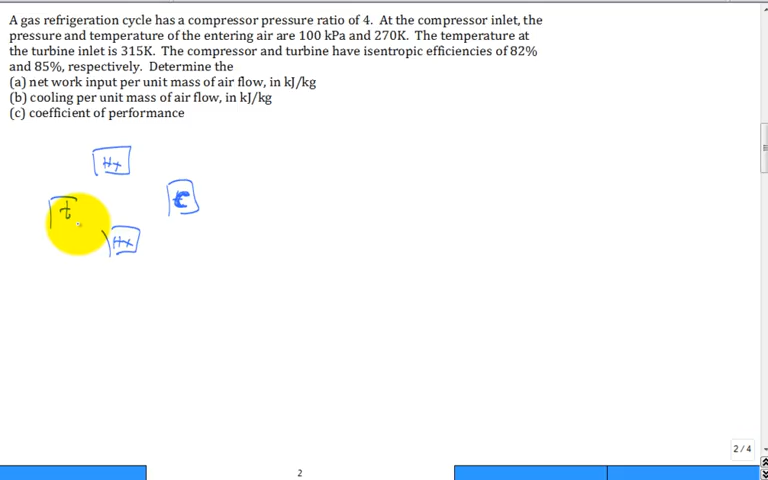 A gas refrigeration cycle has a compressor pressure ratio of 4. At the compressor inlet, the
pressure and temperature of the entering air are 100 kPa and 270K. The temperature at
the turbine inlet is 315K. The compressor and turbine have isentropic efficiencies of 82%
and 85%, respectively. Determine the
(a) net work input per unit mass of air flow, in kJ/kg
(b) cooling per unit mass of air flow, in kJ/kg
(c) coefficient of performance
Hx
C
t
Hx
2 / 4
2